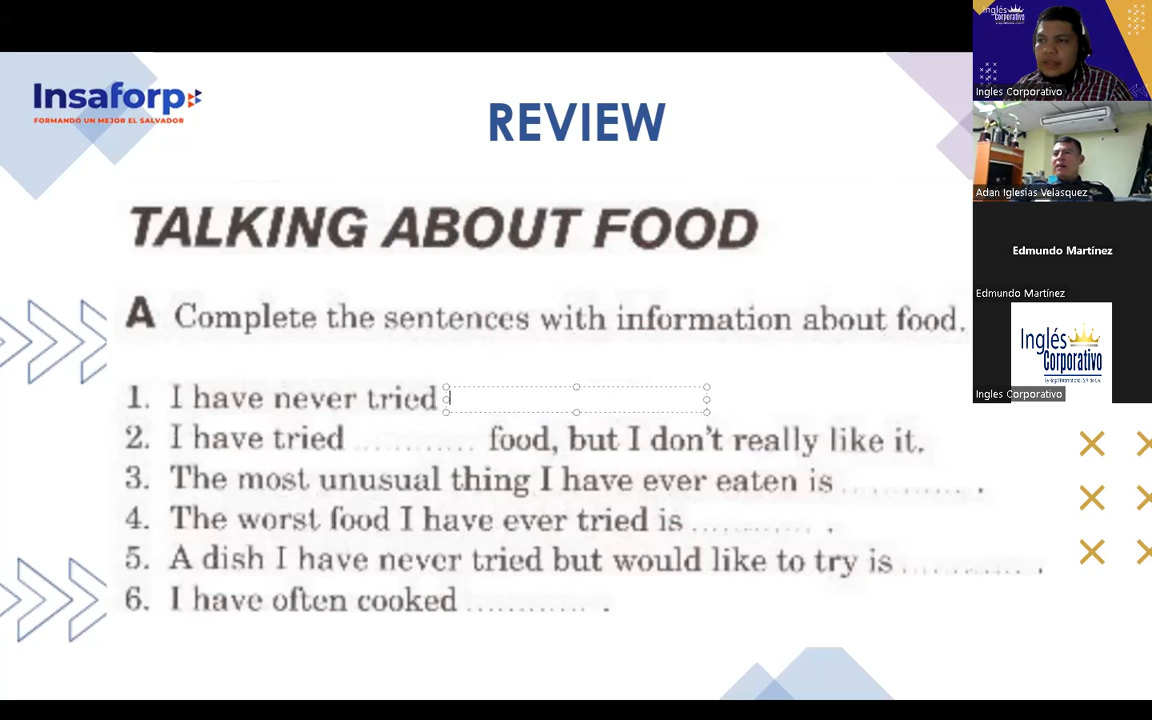 Insaforp
FORMANDO UN MEJOR EL SALVADOR
REVIEW
TALKING ABOUT FOOD
A Complete the sentences with information about food.
1. I have never tried
2. I have tried ............ food, but I don't really like it.
3. The most unusual thing I have ever eaten is ............ .
4. The worst food I have ever tried is ............ .
5. A dish I have never tried but would like to try is ............ .
6. I have often cooked ............ .
Inglés
Corporativo
Ingles Corporativo
Adan Iglesias Velasquez
Edmundo Martínez
Edmundo Martínez
Inglés
Corporativo
Ingles Corporativo